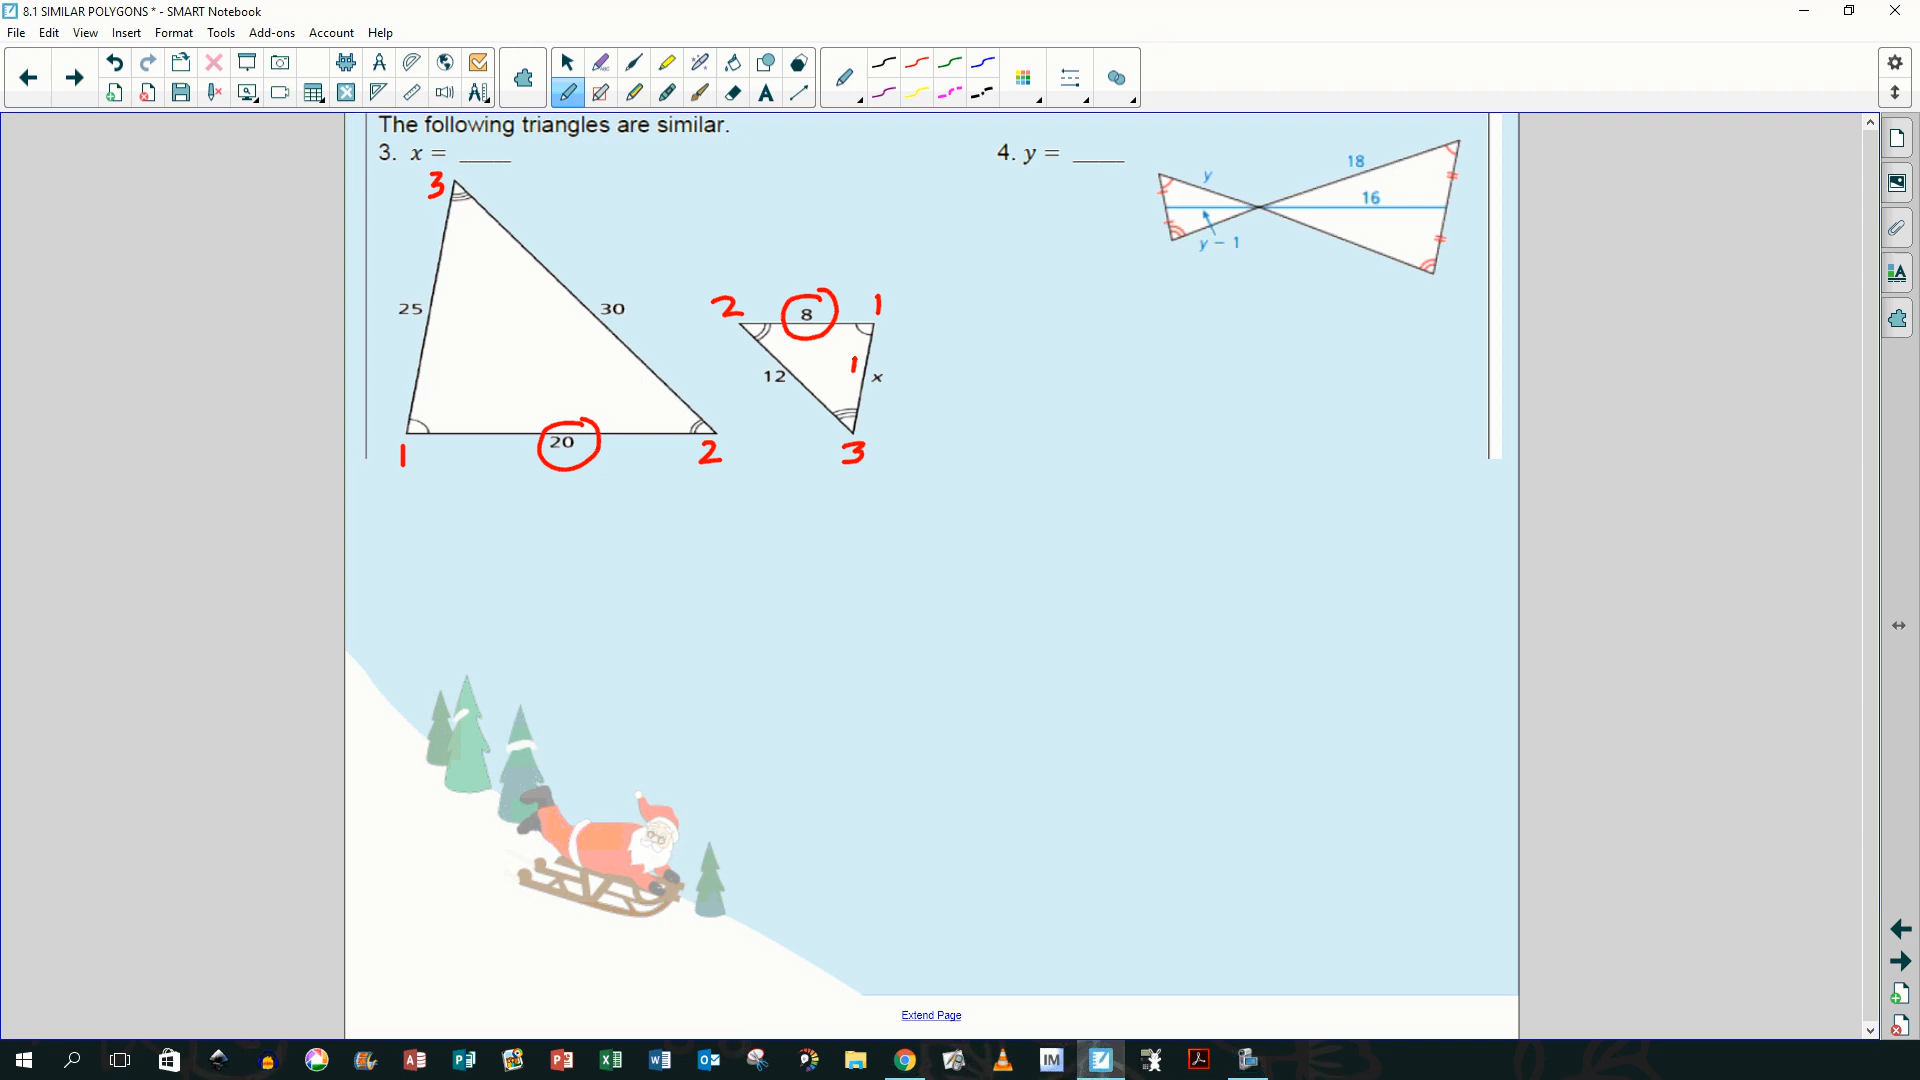 8.1 SIMILAR POLYGONS * - SMART Notebook
File Edit View Insert Format Tools Add-ons Account Help
The following triangles are similar.
3. x = ____
4. y = ____
3
25
30
1
20
2
2
8
1
12
1
x
3
y
18
16
y – 1
Extend Page
IM